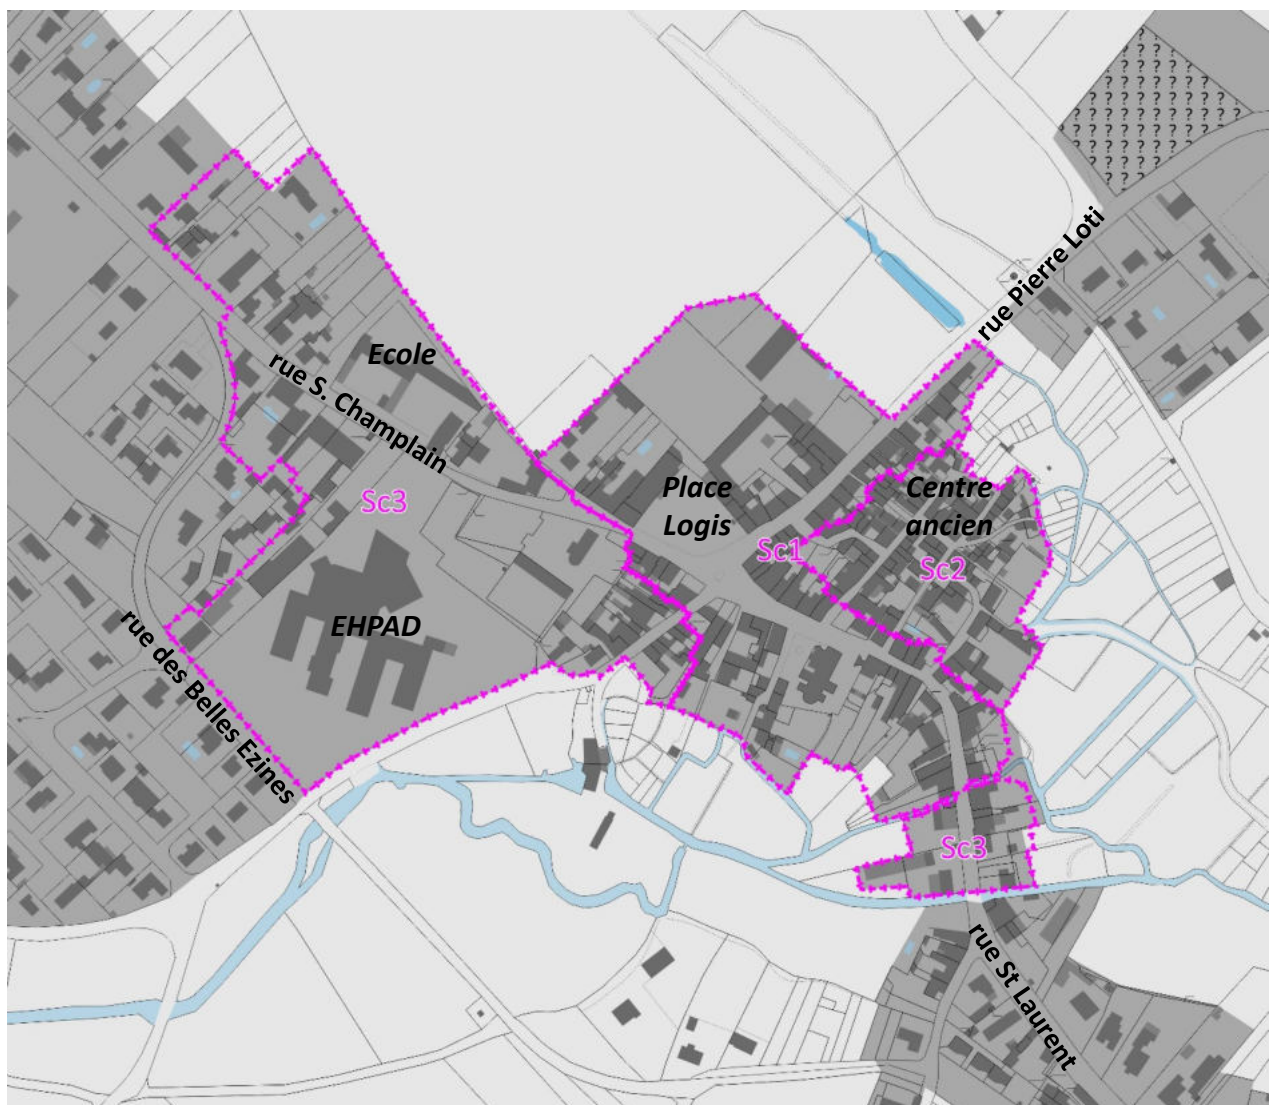 ? ? ? ? ? ? ? ? ? ? ? ?
rue Pierre Loti
Ecole
rue S. Champlain
Sc3
Place
Logis
Centre
ancien
Sc1
Sc2
EHPAD
rue des Belles Ezines
Sc3
rue St Laurent